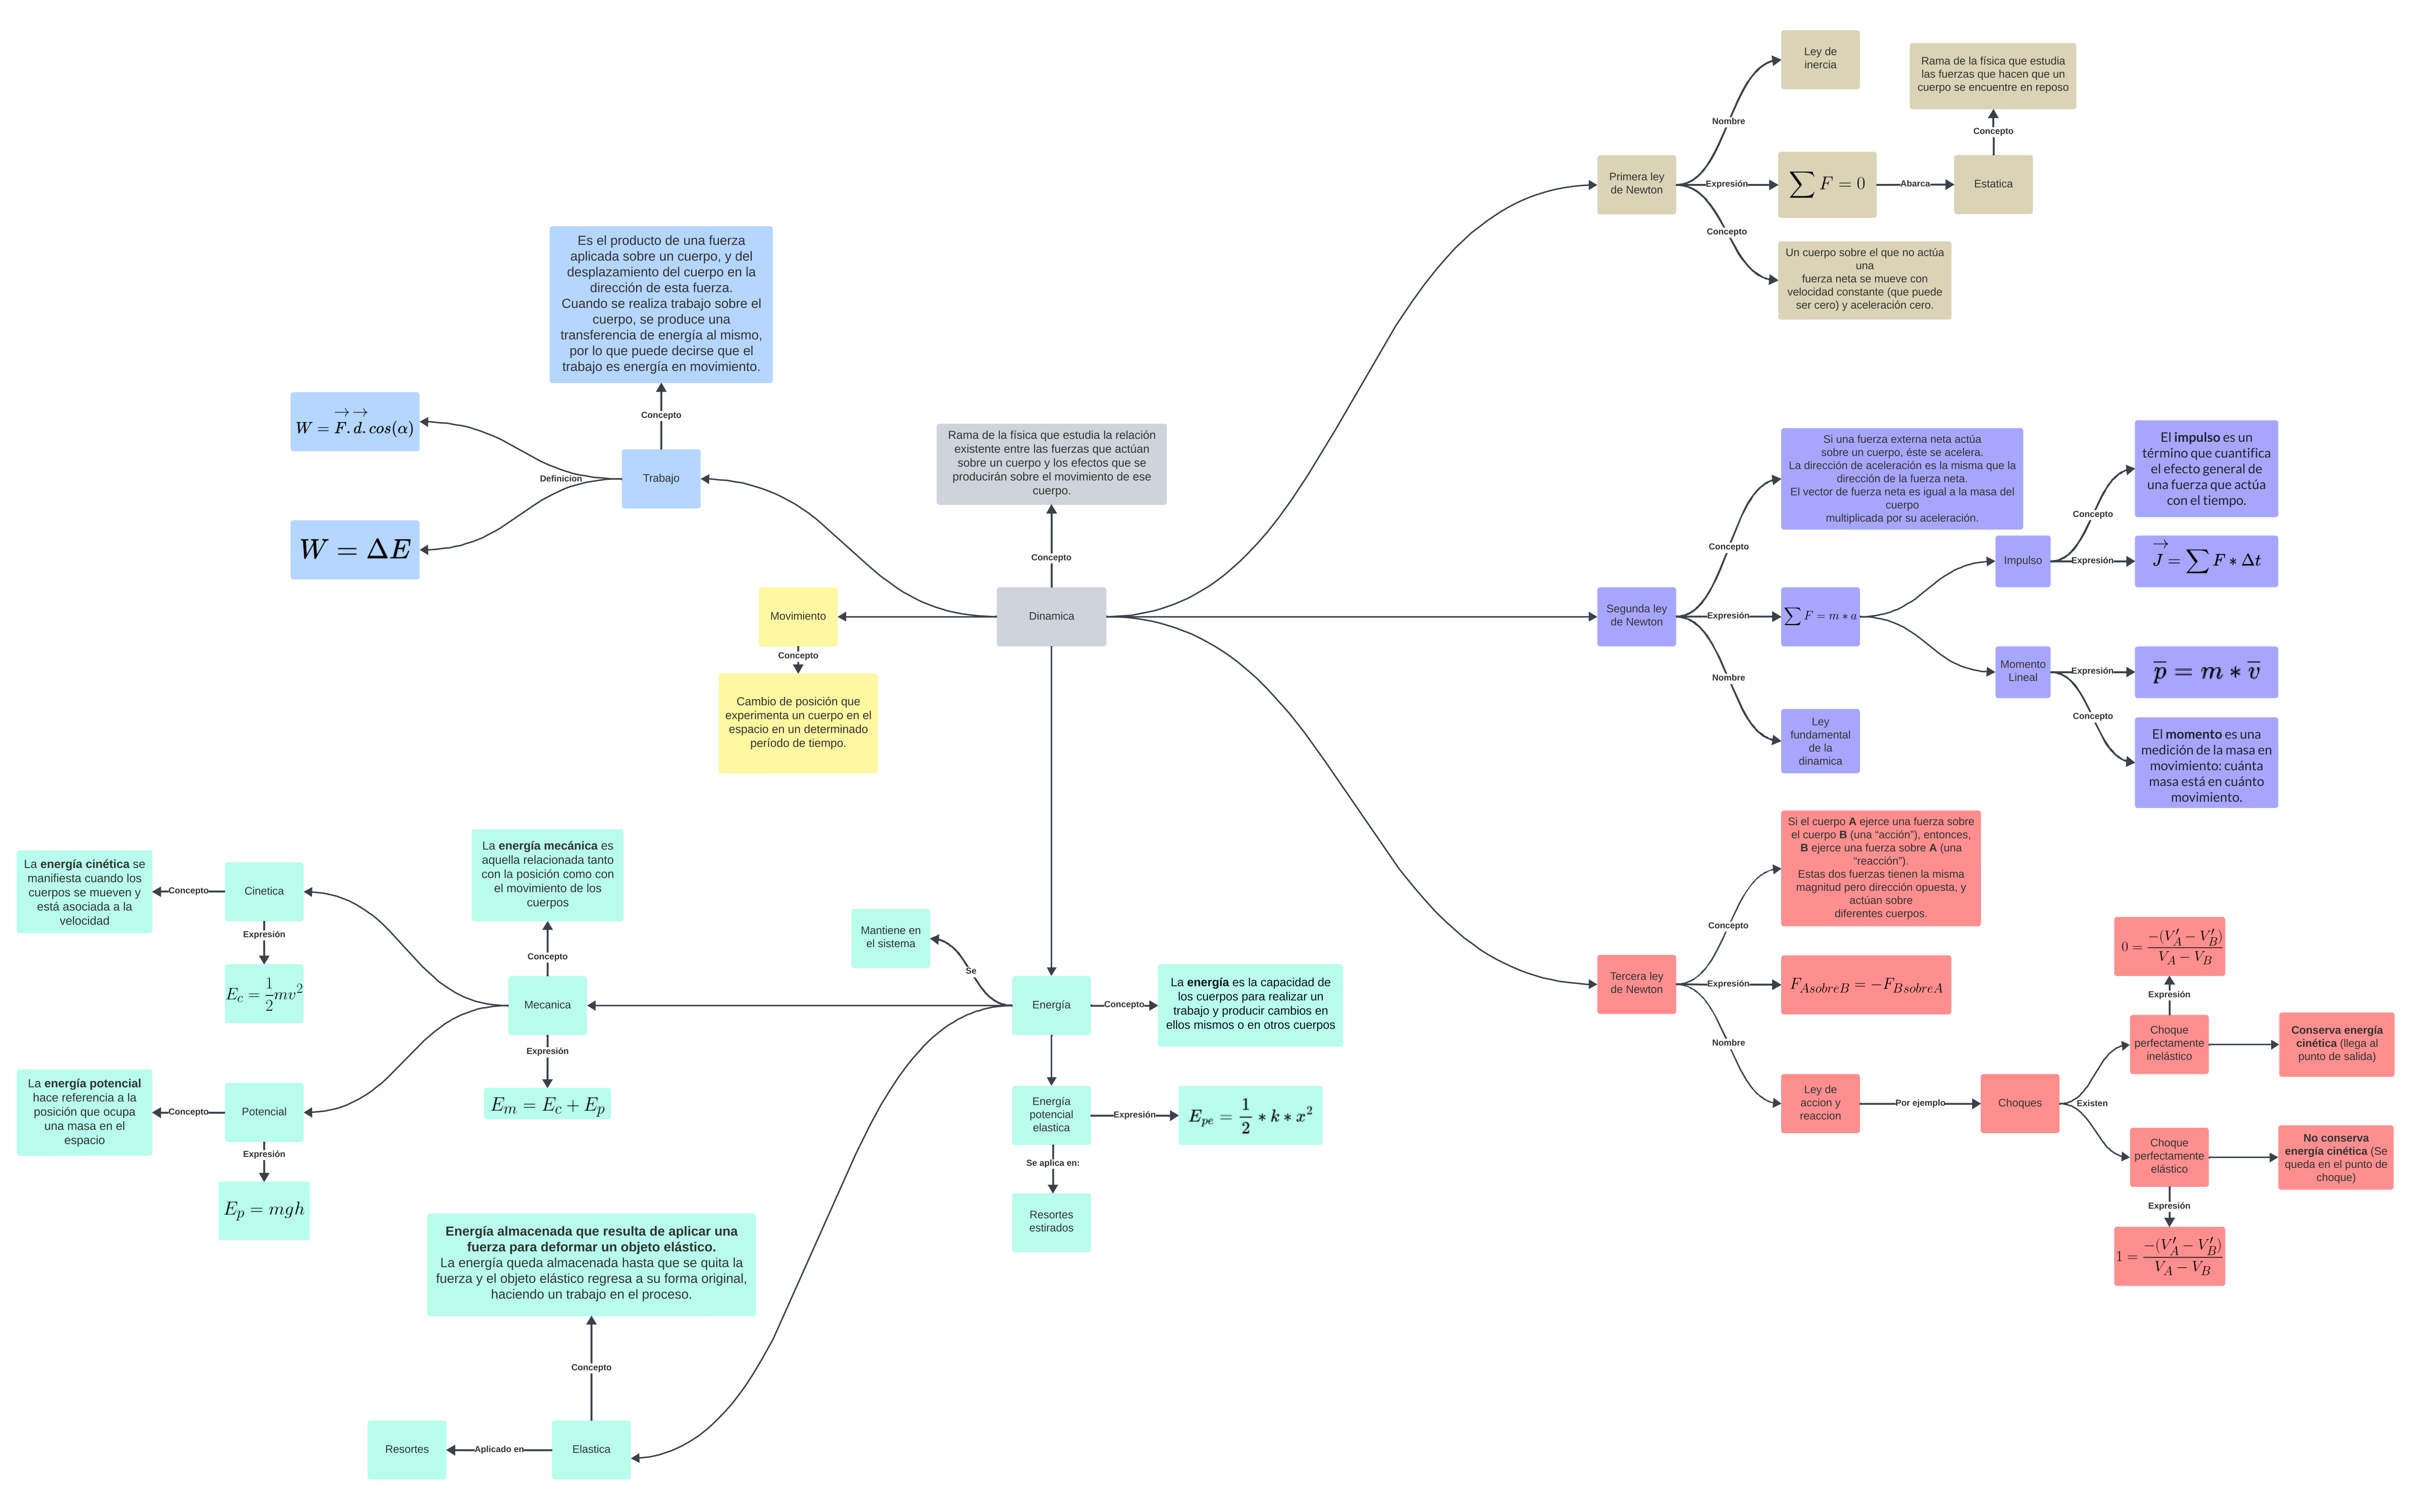 Ley de
inercia
Rama de la física que estudia
las fuerzas que hacen que un
cuerpo se encuentre en reposo
Nombre
Concepto
Primera ley
de Newton
Expresión
∑ F = 0
Abarca
Estatica
Concepto
Un cuerpo sobre el que no actúa
una
fuerza neta se mueve con
velocidad constante (que puede
ser cero) y aceleración cero.
Es el producto de una fuerza
aplicada sobre un cuerpo, y del
desplazamiento del cuerpo en la
dirección de esta fuerza.
Cuando se realiza trabajo sobre el
cuerpo, se produce una
transferencia de energía al mismo,
por lo que puede decirse que el
trabajo es energía en movimiento.
Concepto
W = F⃗. d⃗. cos(α)
Definicion
Trabajo
W = ΔE
Rama de la física que estudia la relación
existente entre las fuerzas que actúan
sobre un cuerpo y los efectos que se
producirán sobre el movimiento de ese
cuerpo.
Concepto
Dinamica
Movimiento
Concepto
Cambio de posición que
experimenta un cuerpo en el
espacio en un determinado
período de tiempo.
Si una fuerza externa neta actúa
sobre un cuerpo, éste se acelera.
La dirección de aceleración es la misma que la
dirección de la fuerza neta.
El vector de fuerza neta es igual a la masa del
cuerpo
multiplicada por su aceleración.
Concepto
Segunda ley
de Newton
Expresión
∑ F = m ∗ a
Nombre
Ley
fundamental
de la
dinamica
El impulso es un
término que cuantifica
el efecto general de
una fuerza que actúa
con el tiempo.
Concepto
Impulso
Expresión
J⃗ = ∑ F ∗ Δt
Momento
Lineal
Expresión
p̅ = m ∗ v̅
Concepto
El momento es una
medición de la masa en
movimiento: cuánta
masa está en cuánto
movimiento.
Si el cuerpo A ejerce una fuerza sobre
el cuerpo B (una “acción”), entonces,
B ejerce una fuerza sobre A (una
“reacción”).
Estas dos fuerzas tienen la misma
magnitud pero dirección opuesta, y
actúan sobre
diferentes cuerpos.
Concepto
Tercera ley
de Newton
Expresión
F_AsobreB = −F_BsobreA
Nombre
Ley de
accion y
reaccion
Por ejemplo
Choques
Existen
0 = −(V′_A − V′_B) / (V_A − V_B)
Expresión
Choque
perfectamente
inelástico
Conserva energía
cinética (llega al
punto de salida)
Choque
perfectamente
elástico
No conserva
energía cinética (Se
queda en el punto de
choque)
Expresión
1 = −(V′_A − V′_B) / (V_A − V_B)
La energía cinética se
manifiesta cuando los
cuerpos se mueven y
está asociada a la
velocidad
Concepto
Cinetica
Expresión
E_c = 1/2 mv²
La energía mecánica es
aquella relacionada tanto
con la posición como con
el movimiento de los
cuerpos
Concepto
Mecanica
Expresión
E_m = E_c + E_p
La energía potencial
hace referencia a la
posición que ocupa
una masa en el
espacio
Concepto
Potencial
Expresión
E_p = mgh
Mantiene en
el sistema
Se
Energía
Concepto
La energía es la capacidad de
los cuerpos para realizar un
trabajo y producir cambios en
ellos mismos o en otros cuerpos
Energía
potencial
elastica
Expresión
E_pe = 1/2 ∗ k ∗ x²
Se aplica en:
Resortes
estirados
Energía almacenada que resulta de aplicar una
fuerza para deformar un objeto elástico.
La energía queda almacenada hasta que se quita la
fuerza y el objeto elástico regresa a su forma original,
haciendo un trabajo en el proceso.
Concepto
Resortes
Aplicado en
Elastica